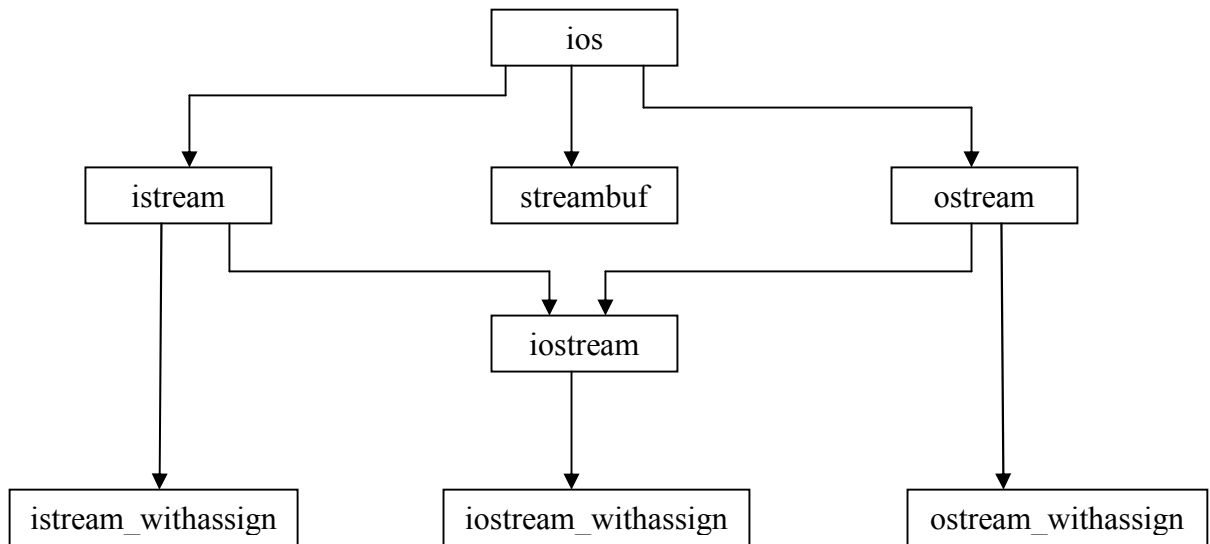 ios
istream
streambuf
ostream
iostream
istream_withassign
iostream_withassign
ostream_withassign